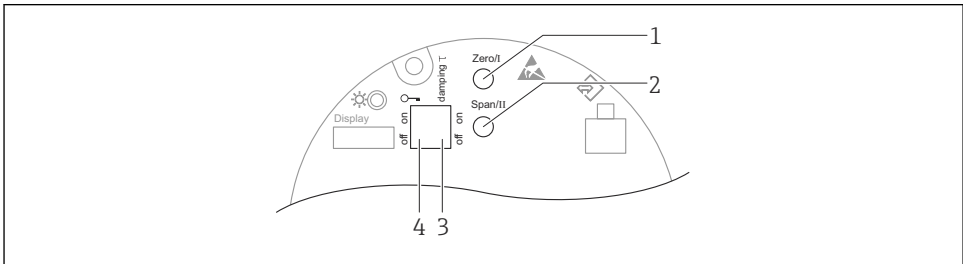 1
Zero/I
damping τ
2
Span/II
Display
on
off
on
off
4 3